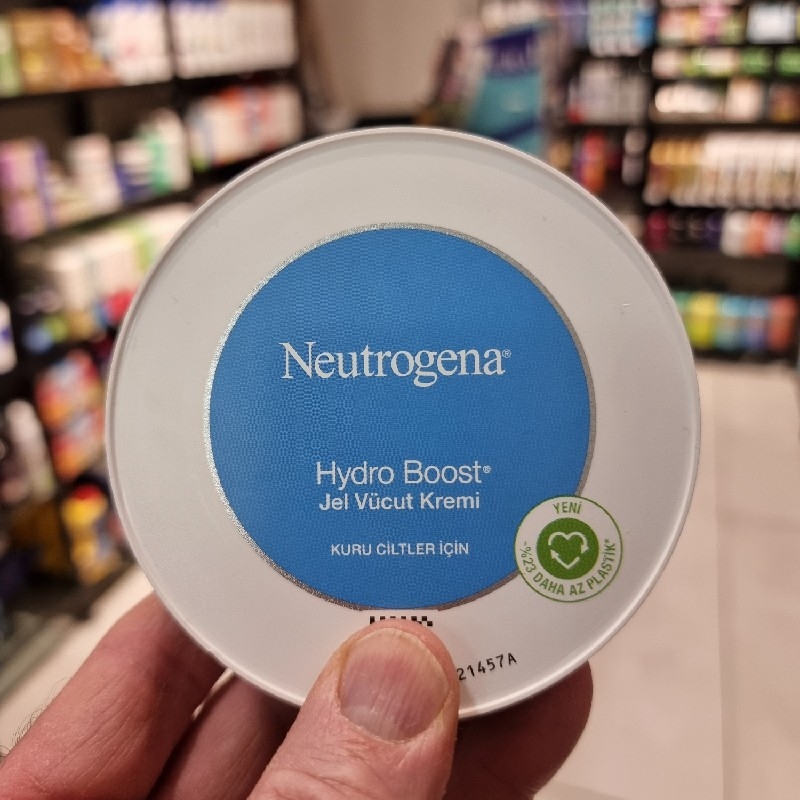 Neutrogena®
Hydro Boost®
Jel Vücut Kremi
KURU CİLTLER İÇİN
YENİ
-%23 DAHA AZ PLASTİK*
21457A